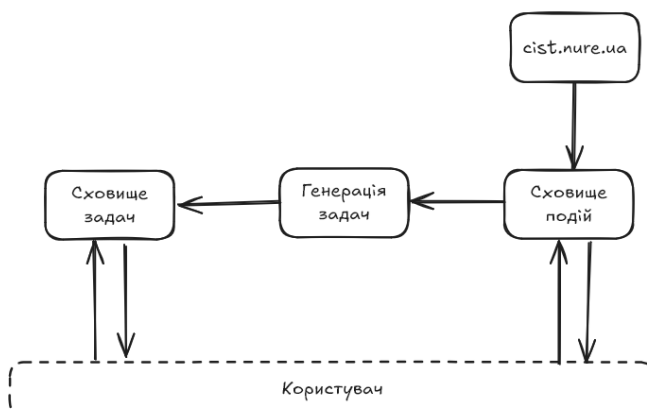 cist.nure.ua
Сховище
задач
Генерація
задач
Сховище
подій
Користувач